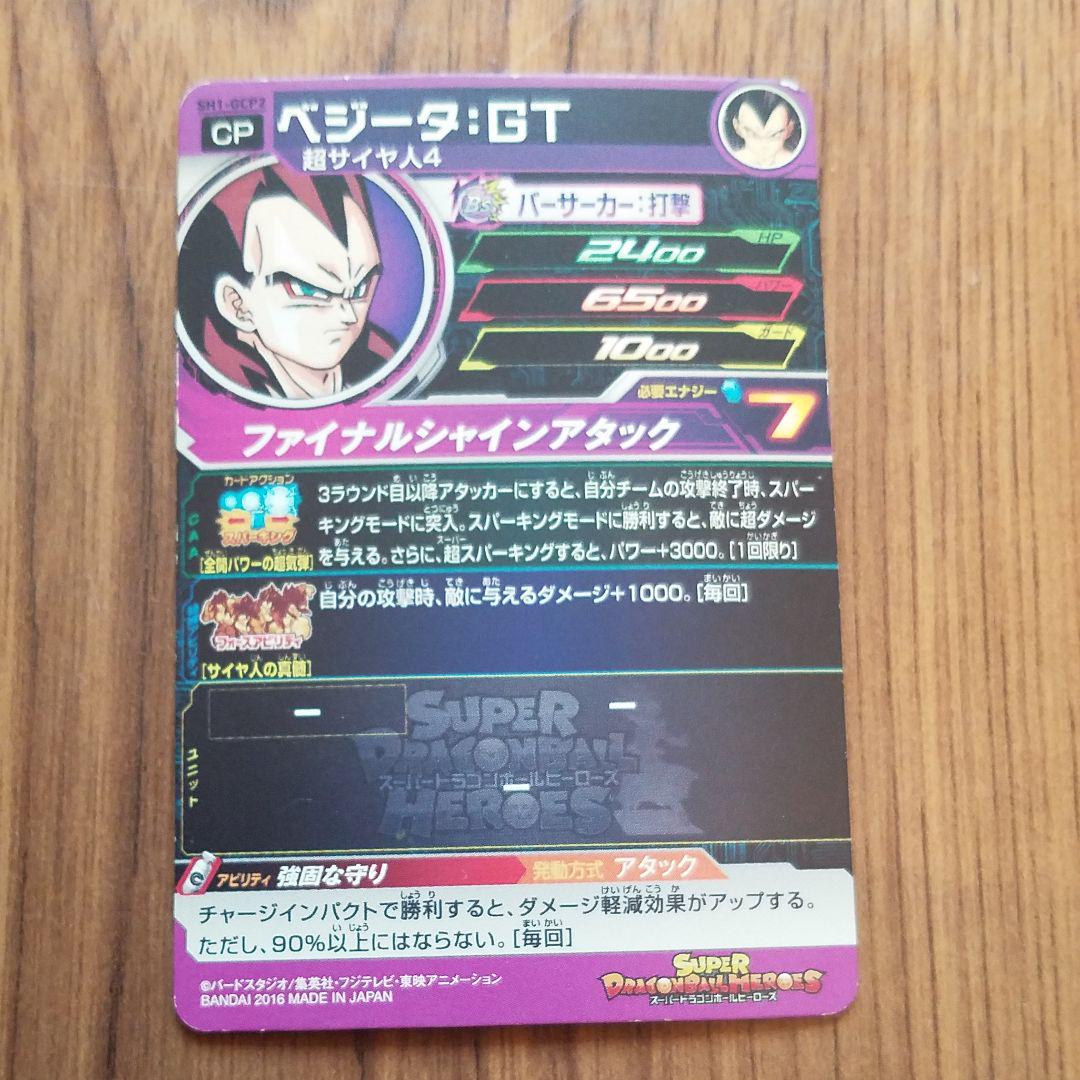 SH1-GCP2
CP
ベジータ:GT
超サイヤ人4
BS
バーサーカー:打撃
HP
2400
パワー
6500
ガード
1000
必要エナジー
7
ファイナルシャインアタック
CAA
カードアクション
スパーキング
[全開パワーの超気弾]
3ラウンド目以降アタッカーにすると、自分チームの攻撃終了時、スパー
キングモードに突入。スパーキングモードに勝利すると、敵に超ダメージ
を与える。さらに、超スパーキングすると、パワー+3000。[1回限り]
超アビリティ
フォースアビリティ
[サイヤ人の真髄]
自分の攻撃時、敵に与えるダメージ+1000。[毎回]
ユニット
SUPER
DRAGONBALL
スーパードラゴンボールヒーローズ
HEROES
アビリティ 強固な守り
発動方式 アタック
チャージインパクトで勝利すると、ダメージ軽減効果がアップする。
ただし、90%以上にはならない。[毎回]
©バードスタジオ/集英社・フジテレビ・東映アニメーション
BANDAI 2016 MADE IN JAPAN
SUPER
DRAGONBALL HEROES
スーパードラゴンボールヒーローズ